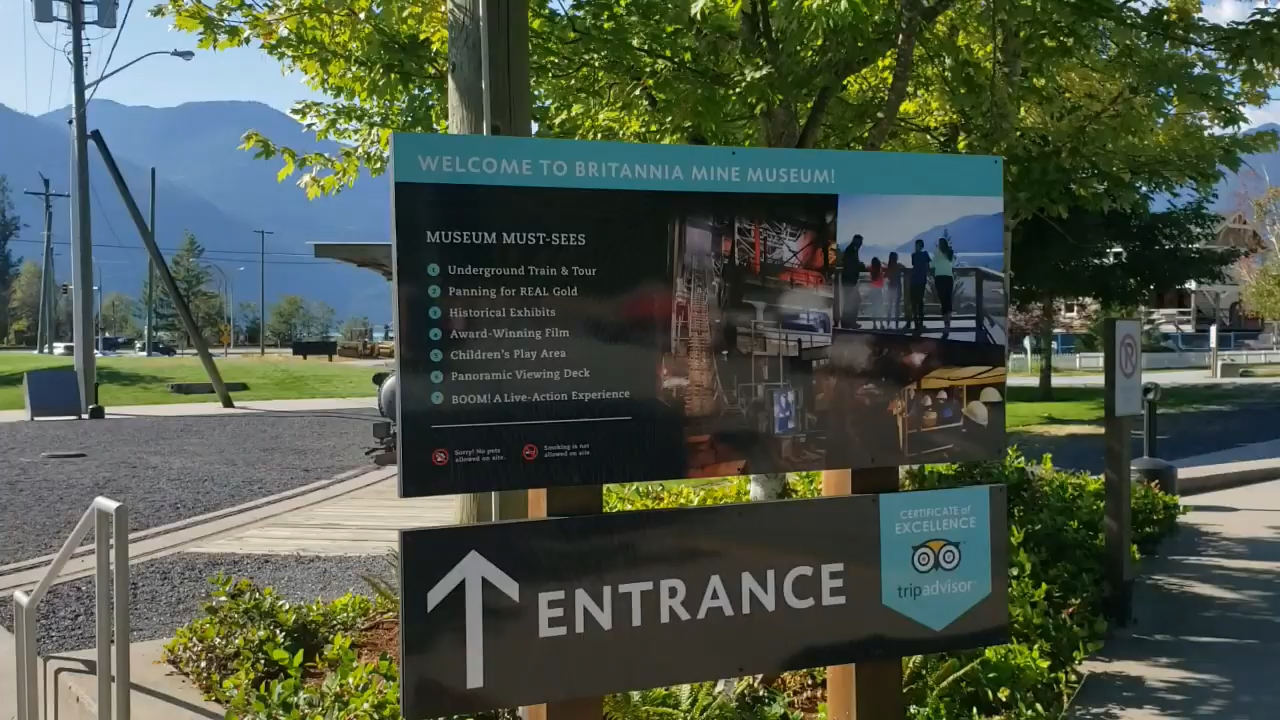 WELCOME TO BRITANNIA MINE MUSEUM!
MUSEUM MUST-SEES
1 Underground Train & Tour
2 Panning for REAL Gold
3 Historical Exhibits
4 Award-Winning Film
5 Children's Play Area
6 Panoramic Viewing Deck
7 BOOM! A Live-Action Experience
Sorry! No pets
allowed on site.
Smoking is not
allowed on site.
ENTRANCE
CERTIFICATE of
EXCELLENCE
tripadvisor